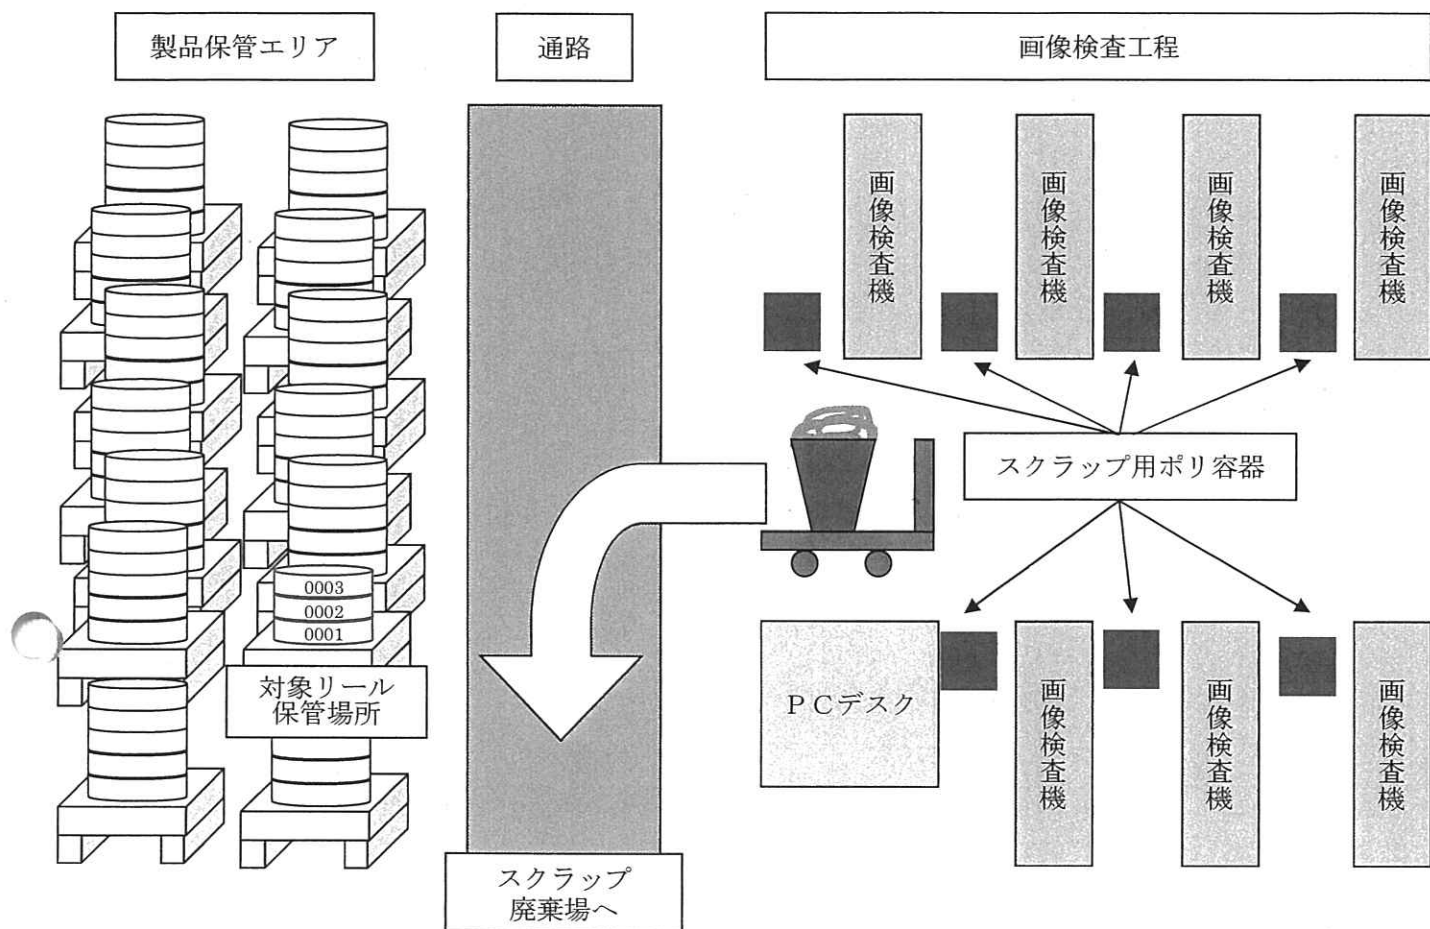 製品保管エリア
通路
画像検査工程
画像検査機
画像検査機
画像検査機
画像検査機
スクラップ用ポリ容器
0003
0002
0001
対象リール
保管場所
ＰＣデスク
画像検査機
画像検査機
画像検査機
スクラップ
廃棄場へ